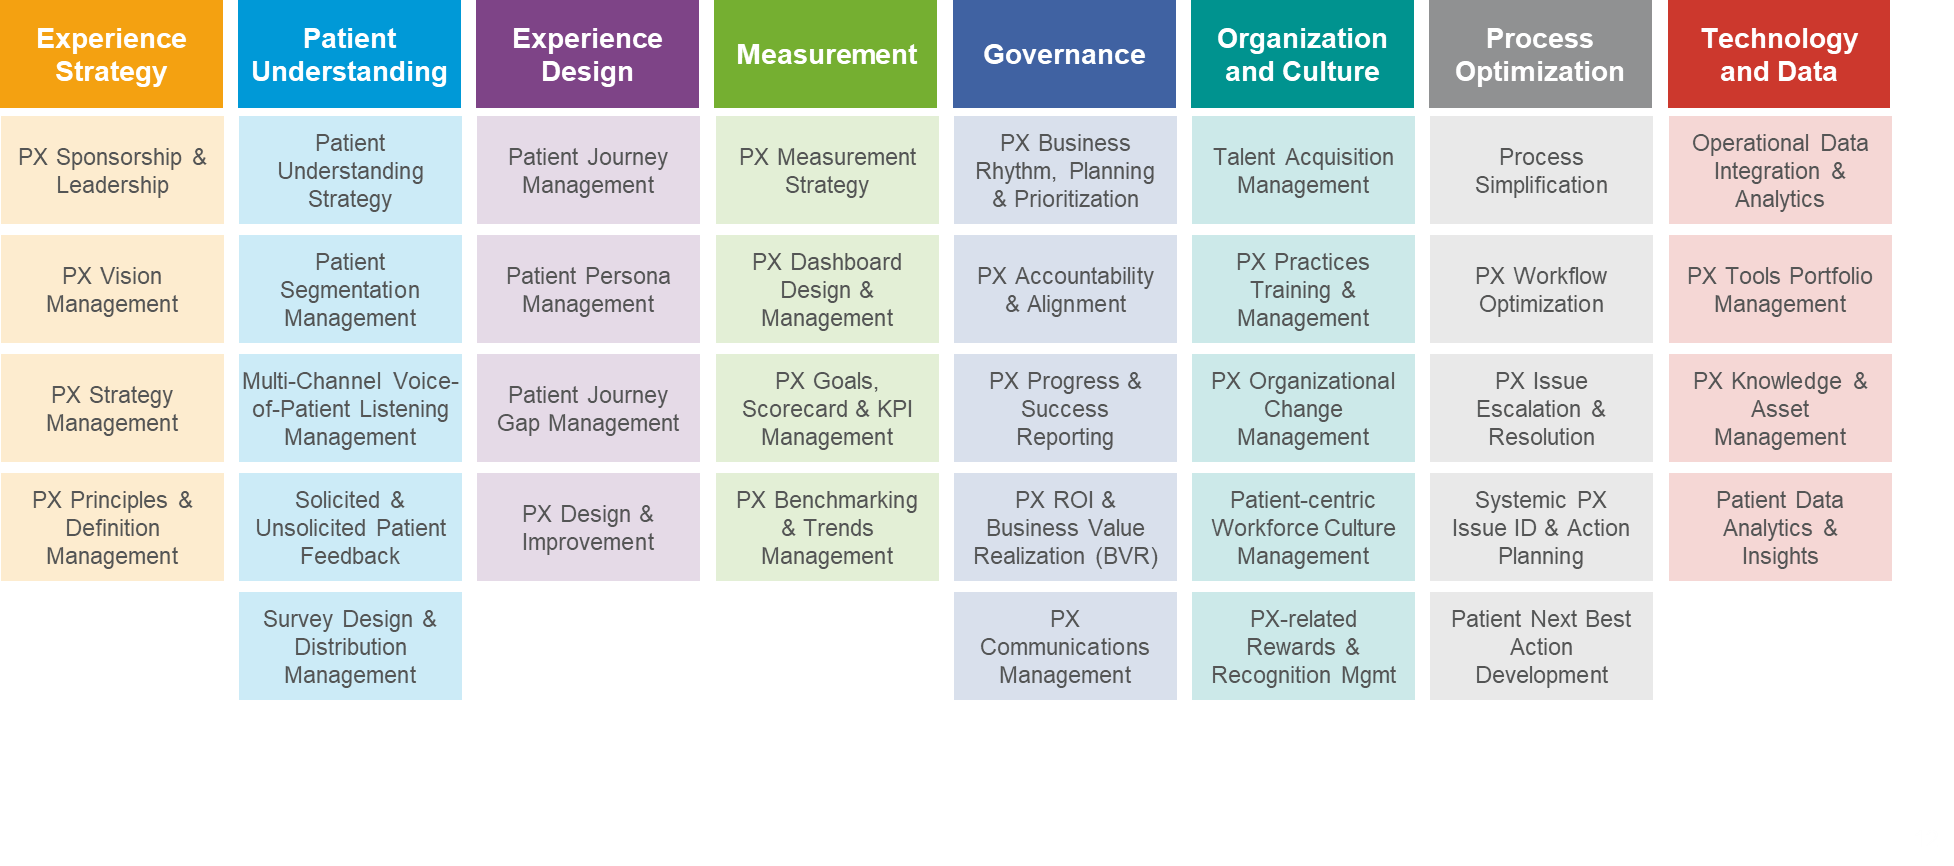 Experience
Strategy
Patient
Understanding
Experience
Design
Measurement
Governance
Organization
and Culture
Process
Optimization
Technology
and Data
PX Sponsorship &
Leadership
Patient
Understanding
Strategy
Patient Journey
Management
PX Measurement
Strategy
PX Business
Rhythm, Planning
& Prioritization
Talent Acquisition
Management
Process
Simplification
Operational Data
Integration &
Analytics
PX Vision
Management
Patient
Segmentation
Management
Patient Persona
Management
PX Dashboard
Design &
Management
PX Accountability
& Alignment
PX Practices
Training &
Management
PX Workflow
Optimization
PX Tools Portfolio
Management
PX Strategy
Management
Multi-Channel Voice-
of-Patient Listening
Management
Patient Journey
Gap Management
PX Goals,
Scorecard & KPI
Management
PX Progress &
Success
Reporting
PX Organizational
Change
Management
PX Issue
Escalation &
Resolution
PX Knowledge &
Asset
Management
PX Principles &
Definition
Management
Solicited &
Unsolicited Patient
Feedback
PX Design &
Improvement
PX Benchmarking
& Trends
Management
PX ROI &
Business Value
Realization (BVR)
Patient-centric
Workforce Culture
Management
Systemic PX
Issue ID & Action
Planning
Patient Data
Analytics &
Insights
Survey Design &
Distribution
Management
PX
Communications
Management
PX-related
Rewards &
Recognition Mgmt
Patient Next Best
Action
Development